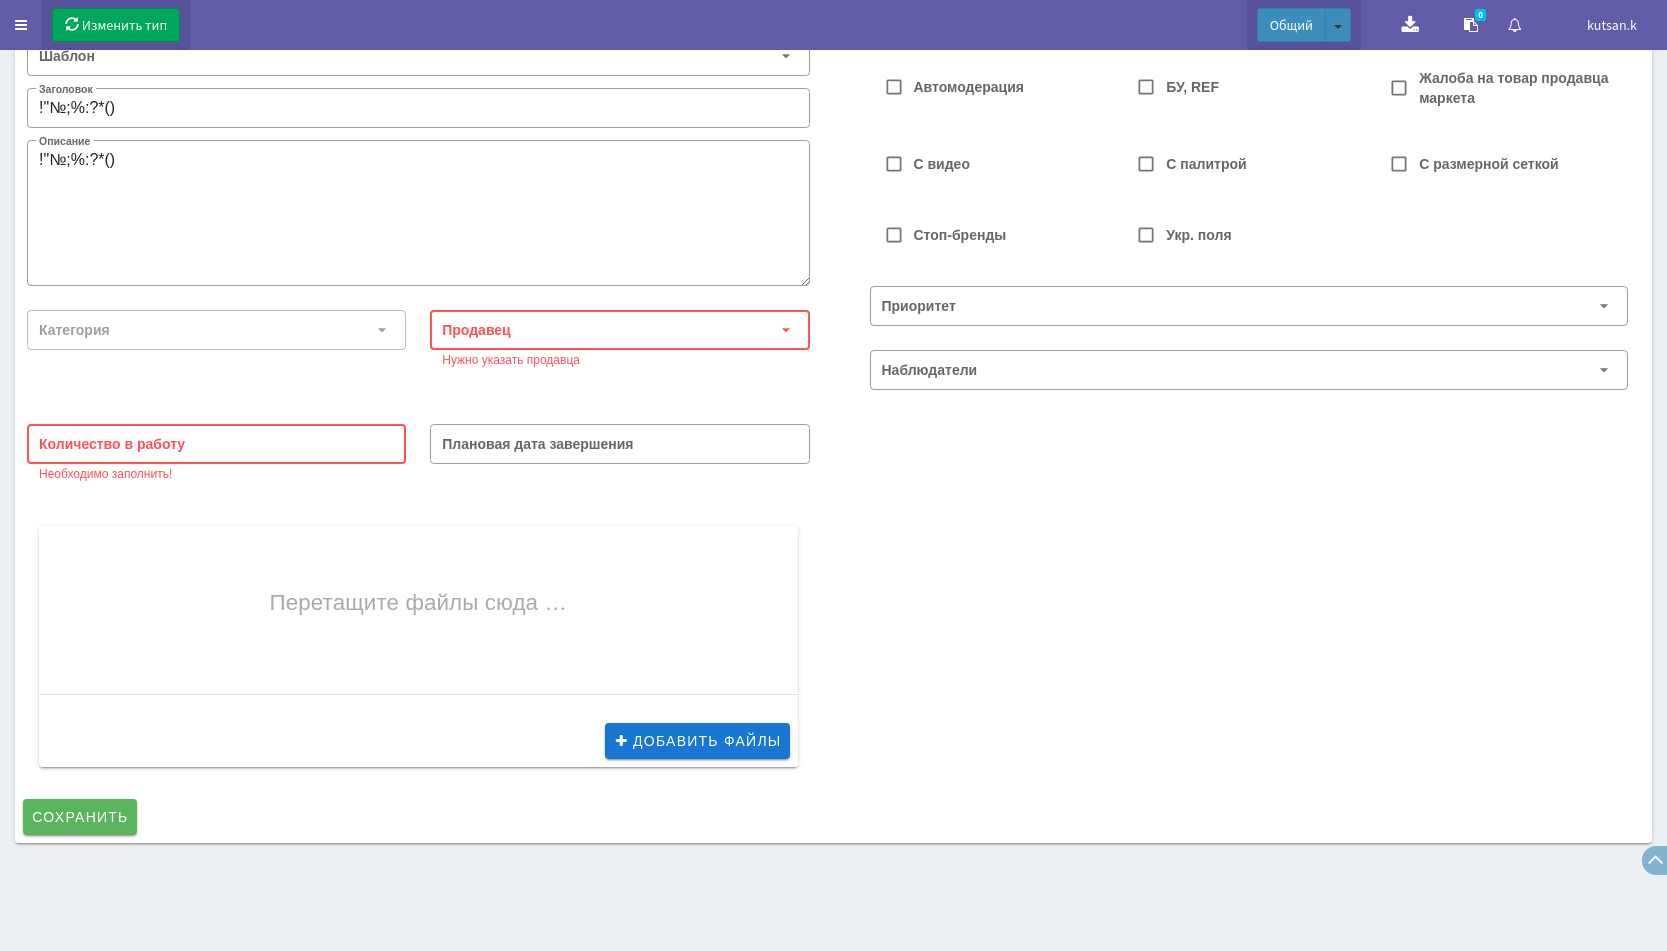 Изменить тип
Общий
0
kutsan.k
Шаблон
Заголовок
!"№;%:?*()
Описание
!"№;%:?*()
Категория
Продавец
Нужно указать продавца
Количество в работу
Необходимо заполнить!
Плановая дата завершения
Перетащите файлы сюда …
ДОБАВИТЬ ФАЙЛЫ
СОХРАНИТЬ
Автомодерация
БУ, REF
Жалоба на товар продавца
маркета
С видео
С палитрой
С размерной сеткой
Стоп-бренды
Укр. поля
Приоритет
Наблюдатели